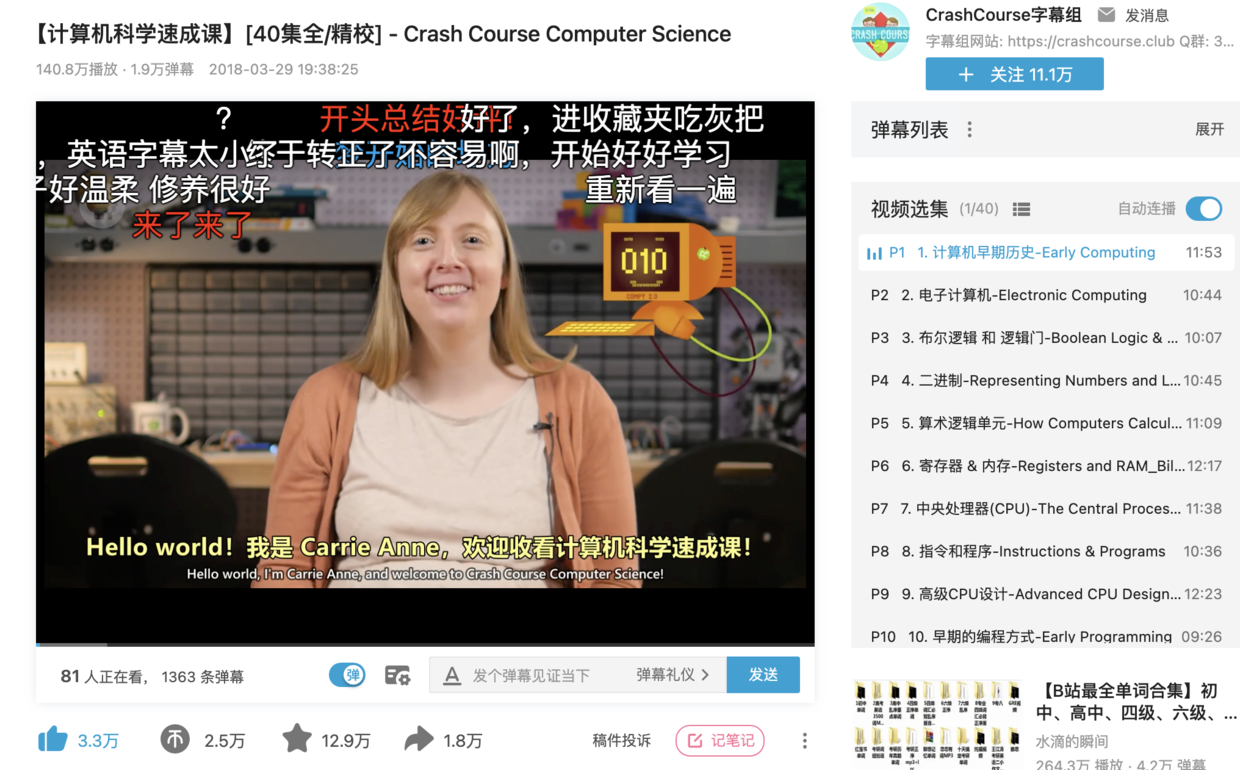 【计算机科学速成课】[40集全/精校] - Crash Course Computer Science
140.8万播放 · 1.9万弹幕 2018-03-29 19:38:25
?
开头总结好
好了，进收藏夹吃灰把
，英语字幕太小
终于转正了不容易啊，开始好好学习
好温柔 修养很好
重新看一遍
来了来了
010
COMPY 2.0
Hello world! 我是 Carrie Anne，欢迎收看计算机科学速成课!
Hello world, I'm Carrie Anne, and welcome to Crash Course Computer Science!
81 人正在看， 1363 条弹幕
弹
A 发个弹幕见证当下
弹幕礼仪 >
发送
3.3万
2.5万
12.9万
1.8万
稿件投诉
记笔记
CRASH COURS
CrashCourse字幕组
发消息
字幕组网站: https://crashcourse.club Q群: 3...
+ 关注 11.1万
弹幕列表
展开
视频选集 (1/40)
自动连播
P1 1. 计算机早期历史-Early Computing 11:53
P2 2. 电子计算机-Electronic Computing 10:44
P3 3. 布尔逻辑 和 逻辑门-Boolean Logic & ... 10:07
P4 4. 二进制-Representing Numbers and L... 10:45
P5 5. 算术逻辑单元-How Computers Calcul... 11:09
P6 6. 寄存器 & 内存-Registers and RAM_Bil... 12:17
P7 7. 中央处理器(CPU)-The Central Proces... 11:38
P8 8. 指令和程序-Instructions & Programs 10:36
P9 9. 高级CPU设计-Advanced CPU Design... 12:23
P10 10. 早期的编程方式-Early Programming 09:26
【B站最全单词合集】初
中、高中、四级、六级、...
水滴的瞬间
264.3万 播放 · 4.2万 弹幕